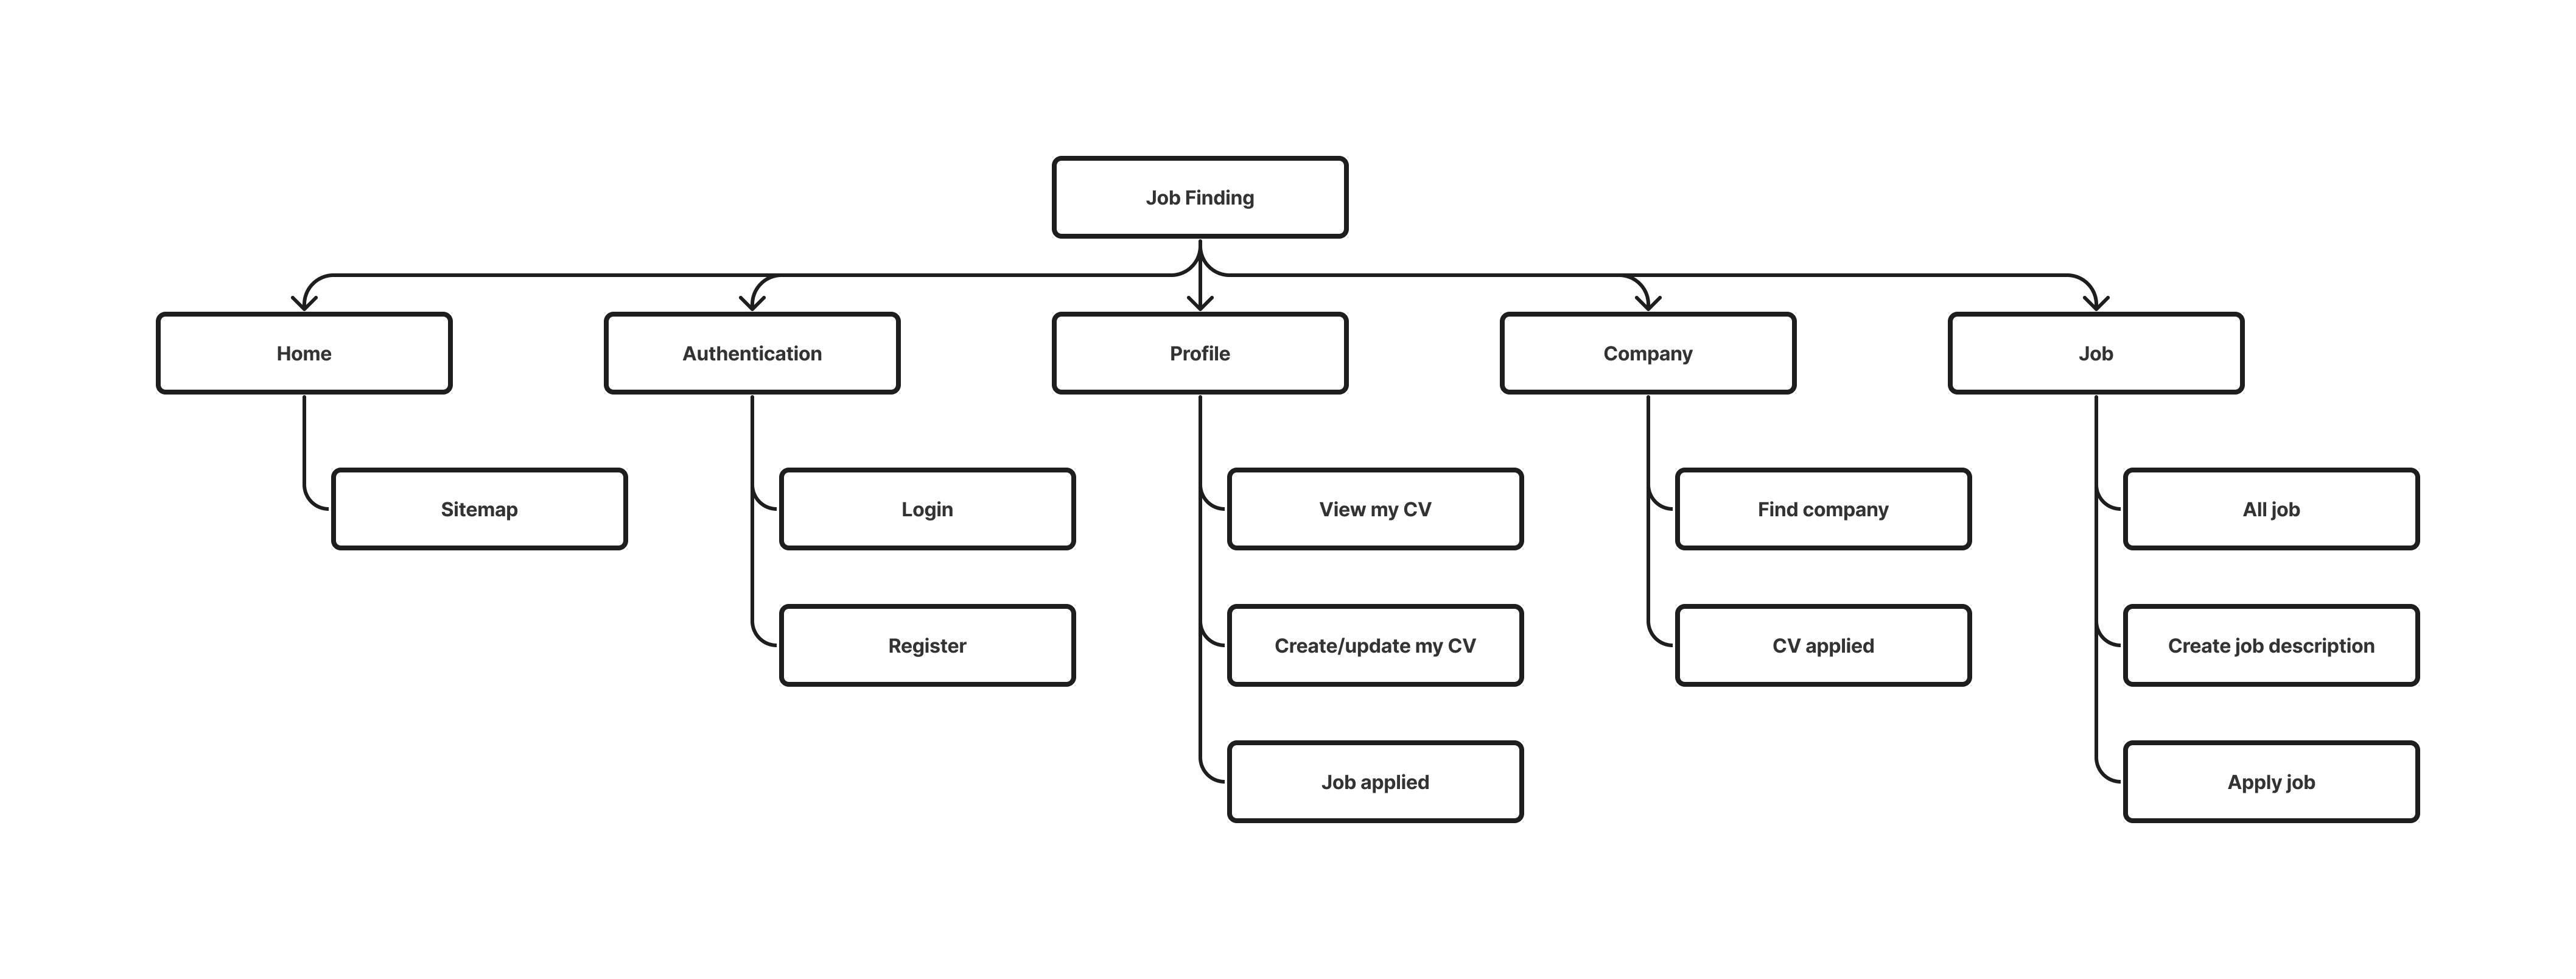 Job Finding
Home
Authentication
Profile
Company
Job
Sitemap
Login
View my CV
Find company
All job
Register
Create/update my CV
CV applied
Create job description
Job applied
Apply job